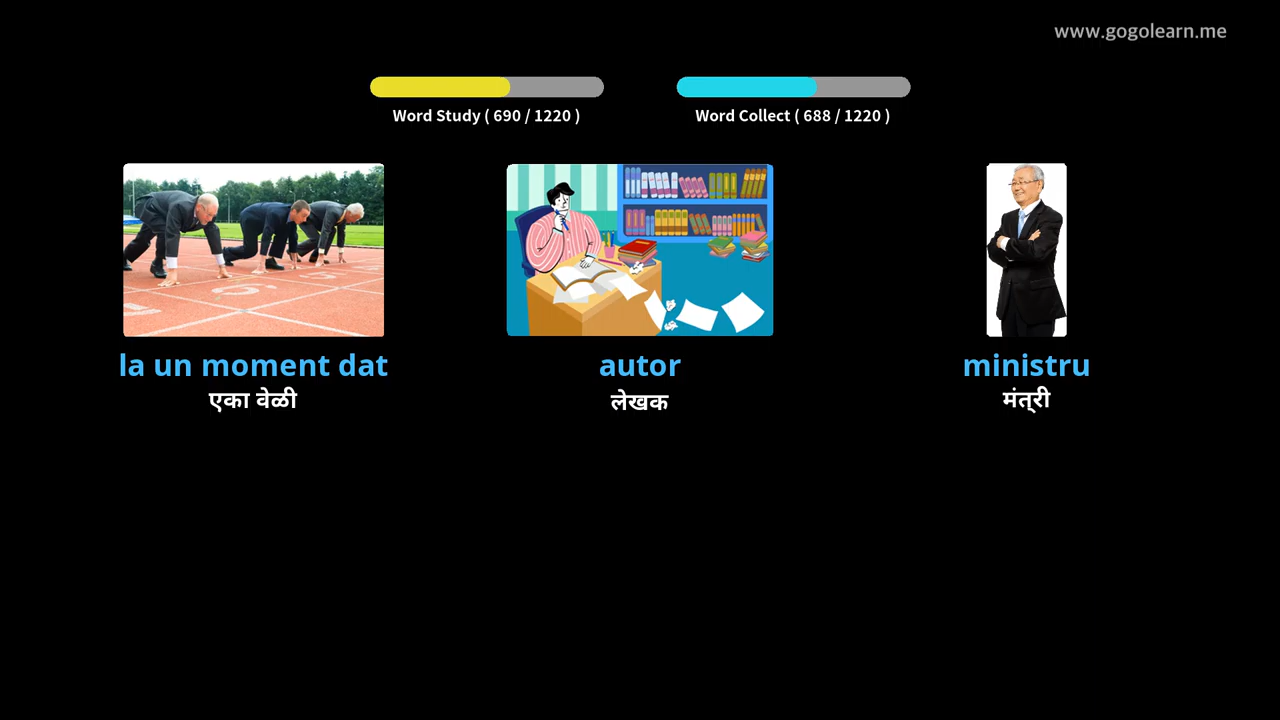 www.gogolearn.me
Word Study ( 690 / 1220 )
Word Collect ( 688 / 1220 )
la un moment dat
एका वेळी
autor
लेखक
ministru
मंत्री